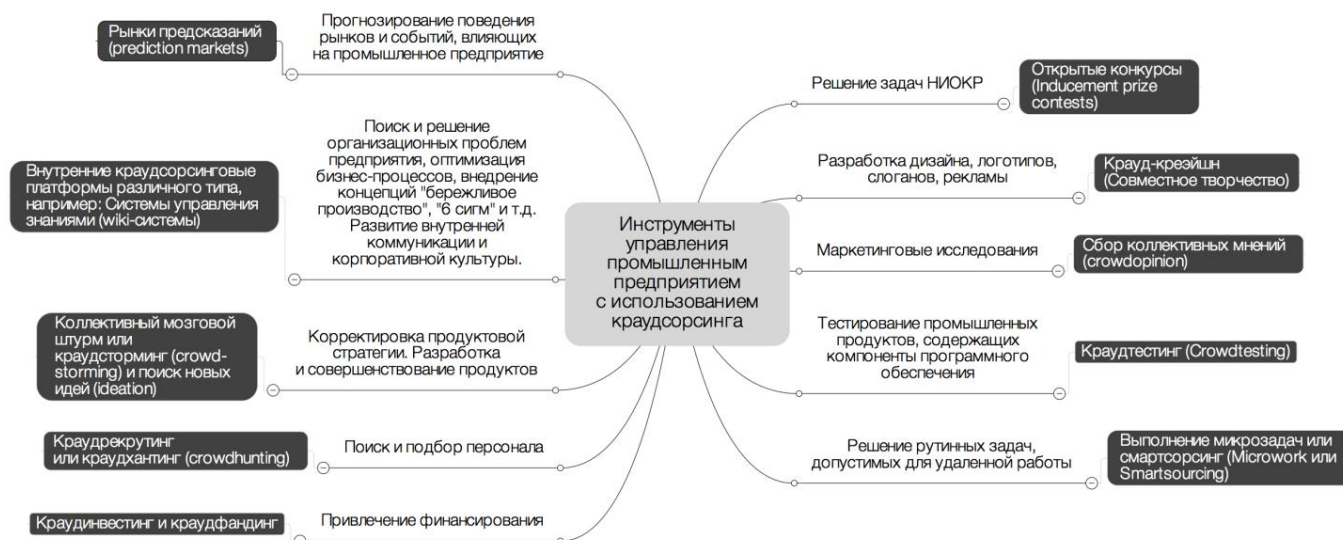 Рынки предсказаний
(prediction markets)
Прогнозирование поведения
рынков и событий, влияющих
на промышленное предприятие
Внутренние краудсорсинговые
платформы различного типа,
например: Системы управления
знаниями (wiki-системы)
Поиск и решение
организационных проблем
предприятия, оптимизация
бизнес-процессов, внедрение
концепций "бережливое
производство", "6 сигм" и т.д.
Развитие внутренней
коммуникации и
корпоративной культуры.
Коллективный мозговой
штурм или
краудсторминг (crowd-
storming) и поиск новых
идей (ideation)
Корректировка продуктовой
стратегии. Разработка
и совершенствование продуктов
Краудрекрутинг
или краудхантинг (crowdhunting)
Поиск и подбор персонала
Краудинвестинг и краудфандинг
Привлечение финансирования
Инструменты
управления
промышленным
предприятием
с использованием
краудсорсинга
Решение задач НИОКР
Открытые конкурсы
(Inducement prize
contests)
Разработка дизайна, логотипов,
слоганов, рекламы
Крауд-креэйшн
(Совместное творчество)
Маркетинговые исследования
Сбор коллективных мнений
(crowdopinion)
Тестирование промышленных
продуктов, содержащих
компоненты программного
обеспечения
Краудтестинг (Crowdtesting)
Решение рутинных задач,
допустимых для удаленной работы
Выполнение микрозадач или
смартсорсинг (Microwork или
Smartsourcing)